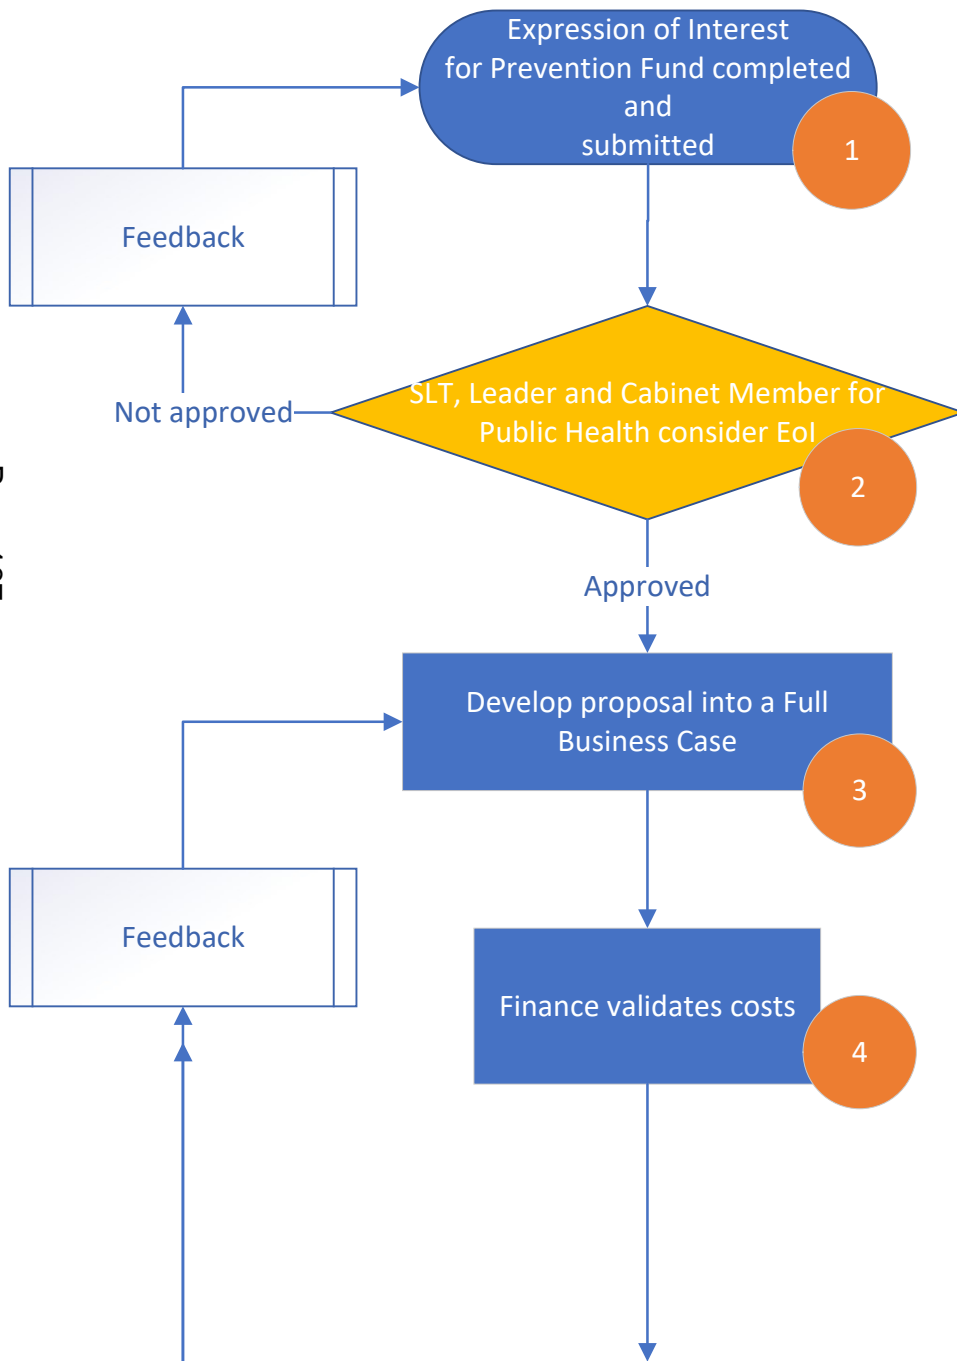 Expression of Interest
for Prevention Fund completed
and
submitted
1
Feedback
SLT, Leader and Cabinet Member for
Public Health consider EoI
2
Not approved
Approved
Develop proposal into a Full
Business Case
3
Feedback
Finance validates costs
4